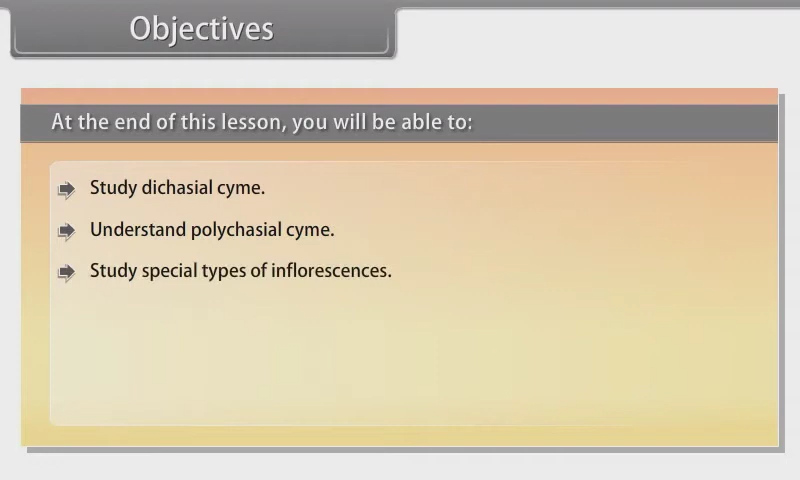 Objectives
At the end of this lesson, you will be able to:
Study dichasial cyme.
Understand polychasial cyme.
Study special types of inflorescences.